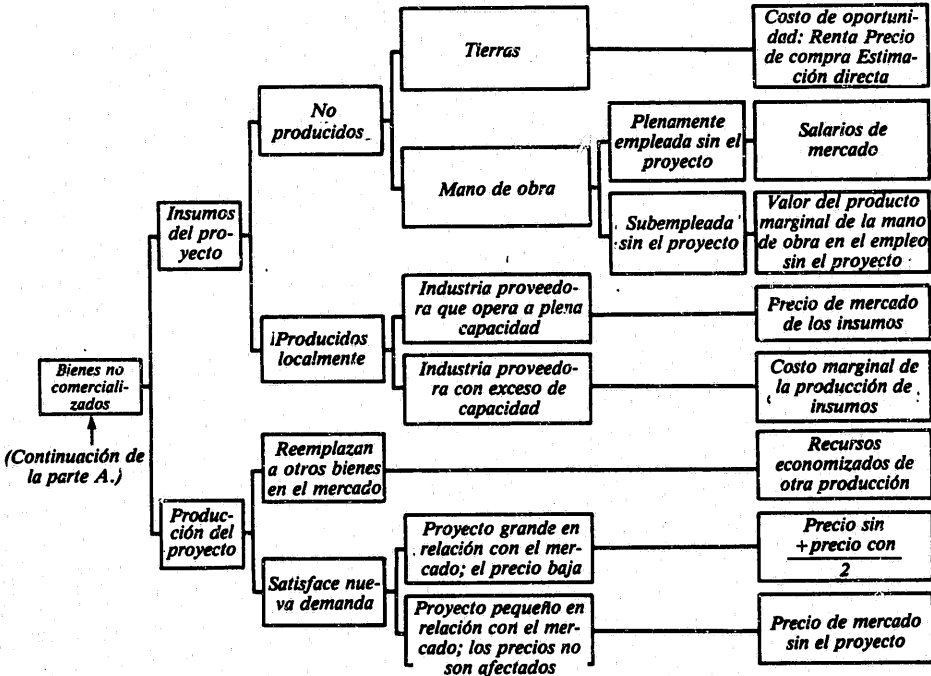 Tierras
Costo de oportuni-
dad: Renta Precio
de compra Estima-
ción directa
No
producidos
Mano de obra
Plenamente
empleada sin el
proyecto
Salarios de
mercado
Subempleada
sin el proyecto
Valor del producto
marginal de la mano
de obra en el empleo
sin el proyecto
Insumos
del pro-
yecto
Producidos
localmente
Industria proveedo-
ra que opera a plena
capacidad
Precio de mercado
de los insumos
Industria proveedo-
ra con exceso de
capacidad
Costo marginal de
la producción de
insumos
Bienes no
comerciali-
zados
(Continuación de
la parte A.)
Produc-
ción del
proyecto
Reemplazan
a otros bienes
en el mercado
Recursos
economizados de
otra producción
Satisface nue-
va demanda
Proyecto grande en
relación con el mer-
cado; el precio baja
Precio sin
+precio con
2
Proyecto pequeño en
relación con el mer-
cado; los precios no
son afectados
Precio de mercado
sin el proyecto